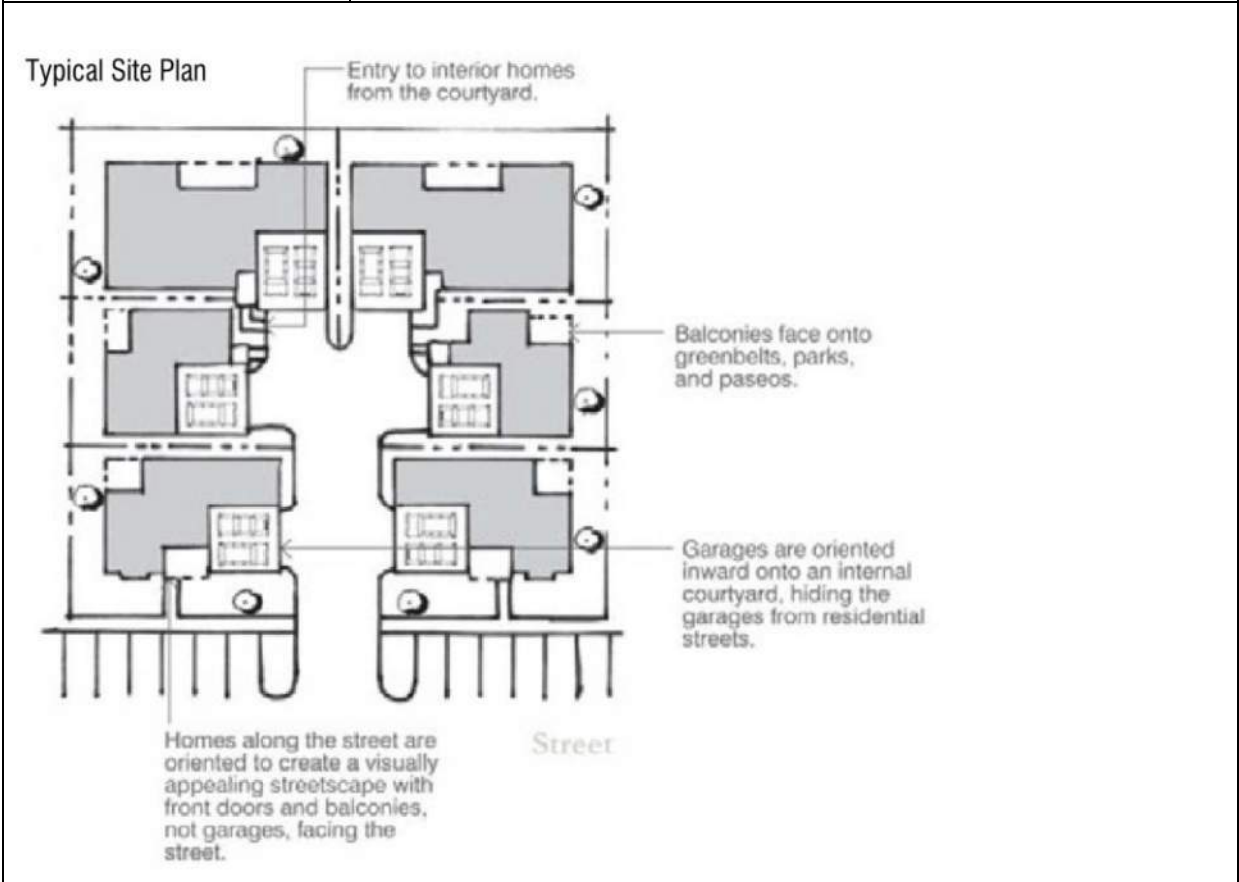 Typical Site Plan
Entry to interior homes
from the courtyard.
Balconies face onto
greenbelts, parks,
and paseos.
Garages are oriented
inward onto an internal
courtyard, hiding the
garages from residential
streets.
Street
Homes along the street are
oriented to create a visually
appealing streetscape with
front doors and balconies,
not garages, facing the
street.